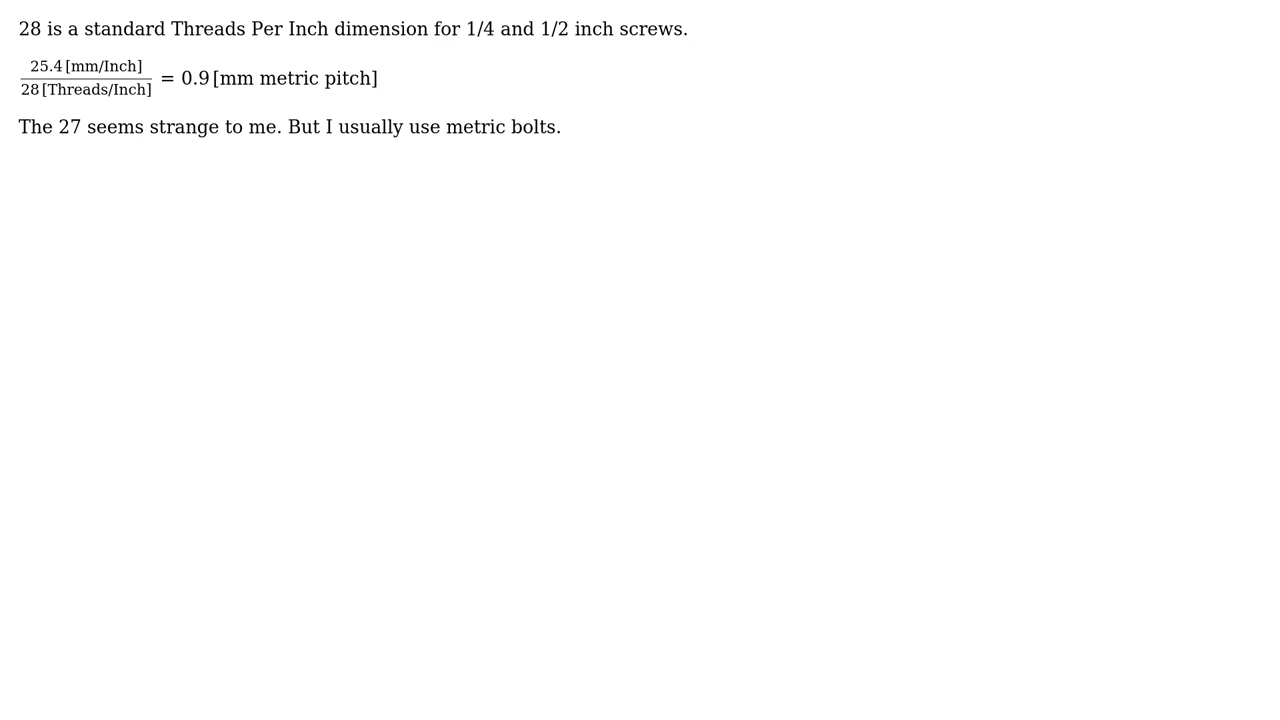 28 is a standard Threads Per Inch dimension for 1/4 and 1/2 inch screws.
25.4 [mm/Inch] / 28 [Threads/Inch] = 0.9 [mm metric pitch]
The 27 seems strange to me. But I usually use metric bolts.